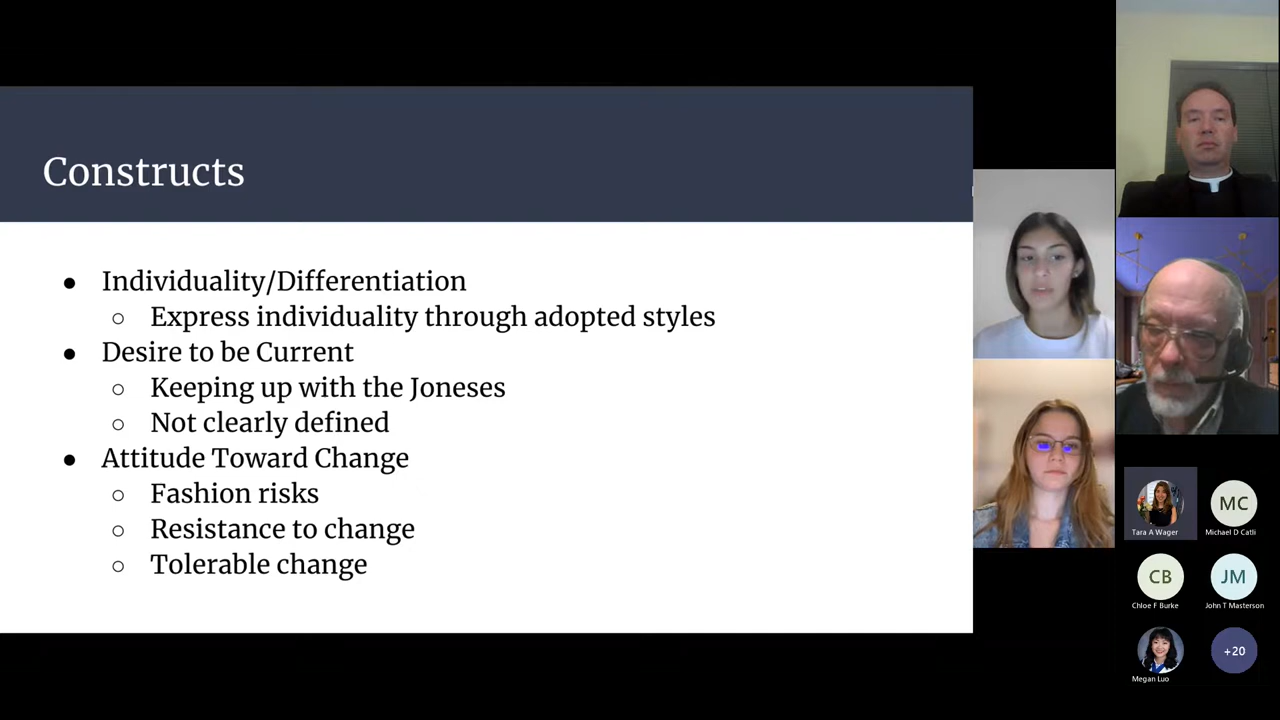 Constructs
● Individuality/Differentiation
○ Express individuality through adopted styles
● Desire to be Current
○ Keeping up with the Joneses
○ Not clearly defined
● Attitude Toward Change
○ Fashion risks
○ Resistance to change
○ Tolerable change
Tara A Wager
MC
Michael D Catli
CB
Chloe F Burke
JM
John T Masterson
Megan Luo
+20